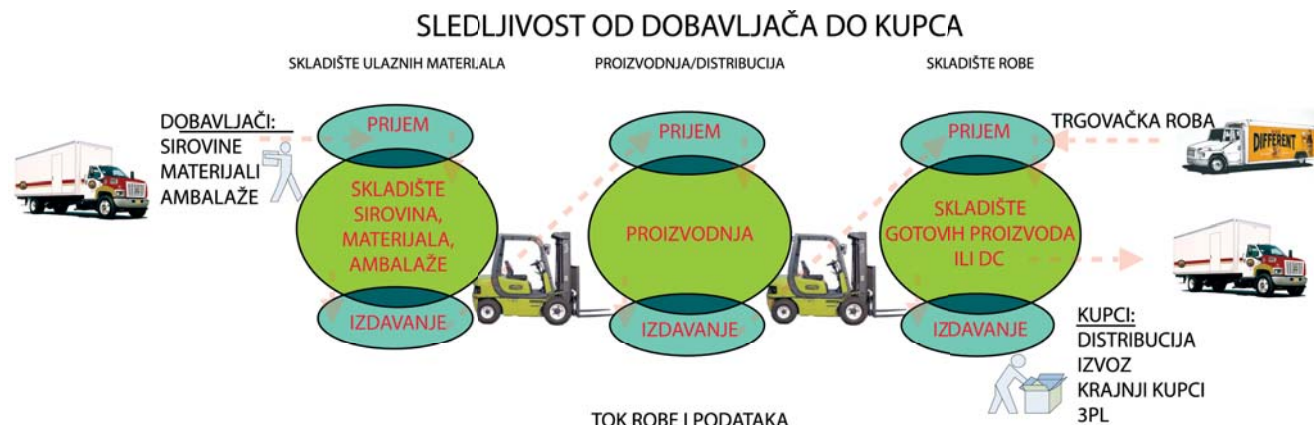 SLEDLJIVOST OD DOBAVLJAČA DO KUPCA
SKLADIŠTE ULAZNIH MATERIJALA
PROIZVODNJA/DISTRIBUCIJA
SKLADIŠTE ROBE
DOBAVLJAČI:
SIROVINE
MATERIJALI
AMBALAŽE
PRIJEM
SKLADIŠTE
SIROVINA,
MATERIJALA,
AMBALAŽE
IZDAVANJE
PRIJEM
PROIZVODNJA
IZDAVANJE
PRIJEM
SKLADIŠTE
GOTOVIH PROIZVODA
ILI DC
IZDAVANJE
TRGOVAČKA ROBA
DIFFERENT
KUPCI:
DISTRIBUCIJA
IZVOZ
KRAJNJI KUPCI
3PL
TOK ROBE I PODATAKA